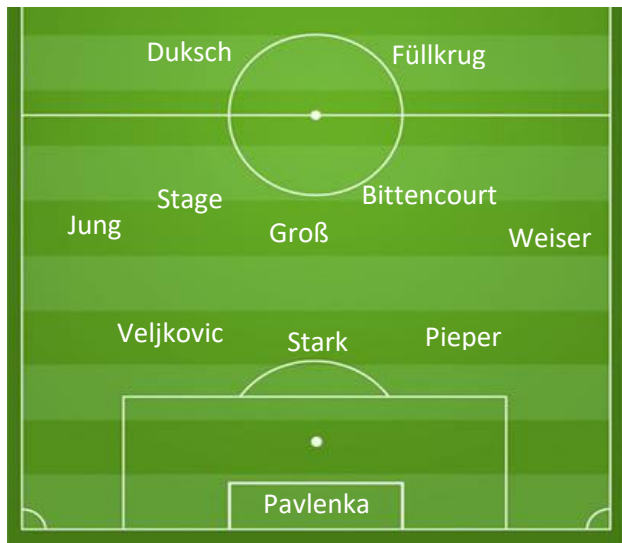 Duksch Füllkrug
Stage Bittencourt
Jung Groß Weiser
Veljkovic Stark Pieper
Pavlenka